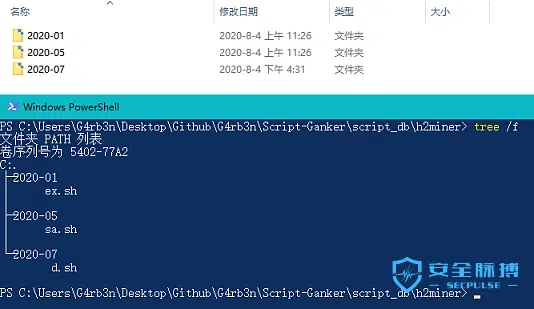 名称 修改日期 类型 大小
2020-01 2020-8-4 上午 11:26 文件夹
2020-05 2020-8-4 上午 11:26 文件夹
2020-07 2020-8-4 下午 4:31 文件夹
Windows PowerShell
PS C:\Users\G4rb3n\Desktop\Github\G4rb3n\Script-Ganker\script_db\h2miner> tree /f
文件夹 PATH 列表
卷序列号为 5402-77A2
C:.
├─2020-01
ex.sh
├─2020-05
sa.sh
└─2020-07
d.sh
安全脉搏
SECPULSE
PS C:\Users\G4rb3n\Desktop\Github\G4rb3n\Script-Ganker\script_db\h2miner>